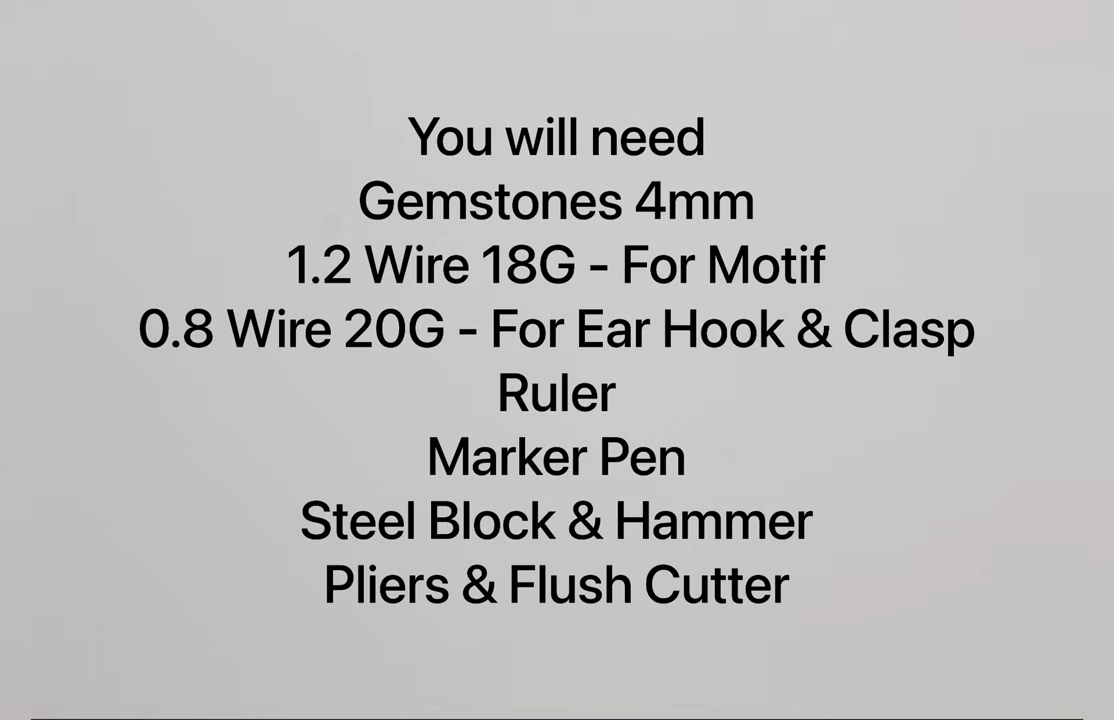 You will need
Gemstones 4mm
1.2 Wire 18G - For Motif
0.8 Wire 20G - For Ear Hook & Clasp
Ruler
Marker Pen
Steel Block & Hammer
Pliers & Flush Cutter